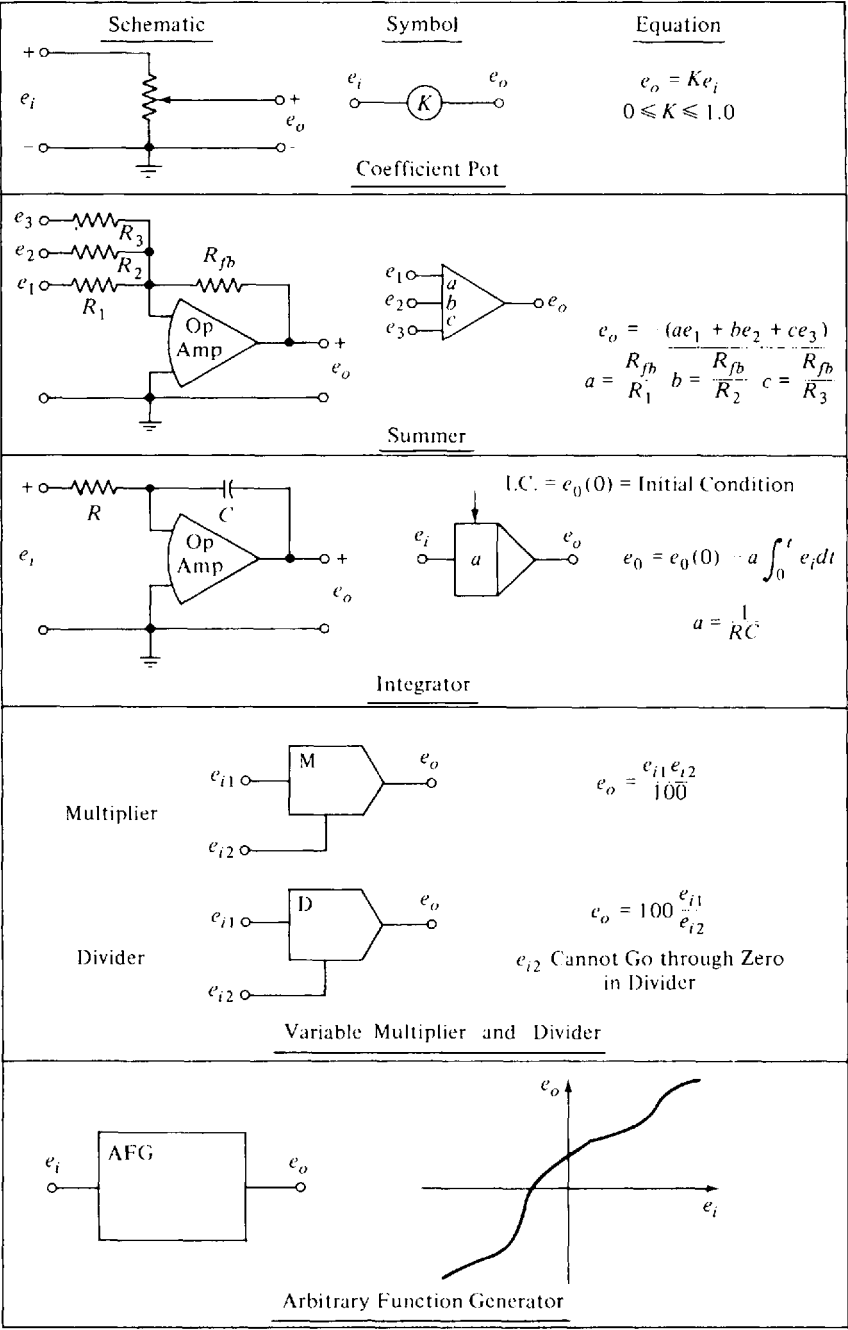 Schematic Symbol Equation
+
e_i
−
+
e_o
-
e_i K e_o
e_o = Ke_i
0 ⩽ K ⩽ 1.0
Coefficient Pot
e_3 R_3
e_2 R_2
e_1 R_1
R_fb
Op
Amp
+
e_o
e_1 a
e_2 b
e_3 c
e_o
e_o = -(ae_1 + be_2 + ce_3)
a = R_fb/R_1 b = R_fb/R_2 c = R_fb/R_3
Summer
+ R C
e_i
Op
Amp
+
e_o
I.C. = e_0(0) = Initial Condition
e_i a e_o
e_0 = e_0(0) - a ∫_0^t e_i dt
a = 1/RC
Integrator
Multiplier
M
e_i1
e_i2
e_o
e_o = e_i1 e_i2/100
Divider
D
e_i1
e_i2
e_o
e_o = 100 e_i1/e_i2
e_i2 Cannot Go through Zero
in Divider
Variable Multiplier and Divider
AFG
e_i e_o
e_o
e_i
Arbitrary Function Generator